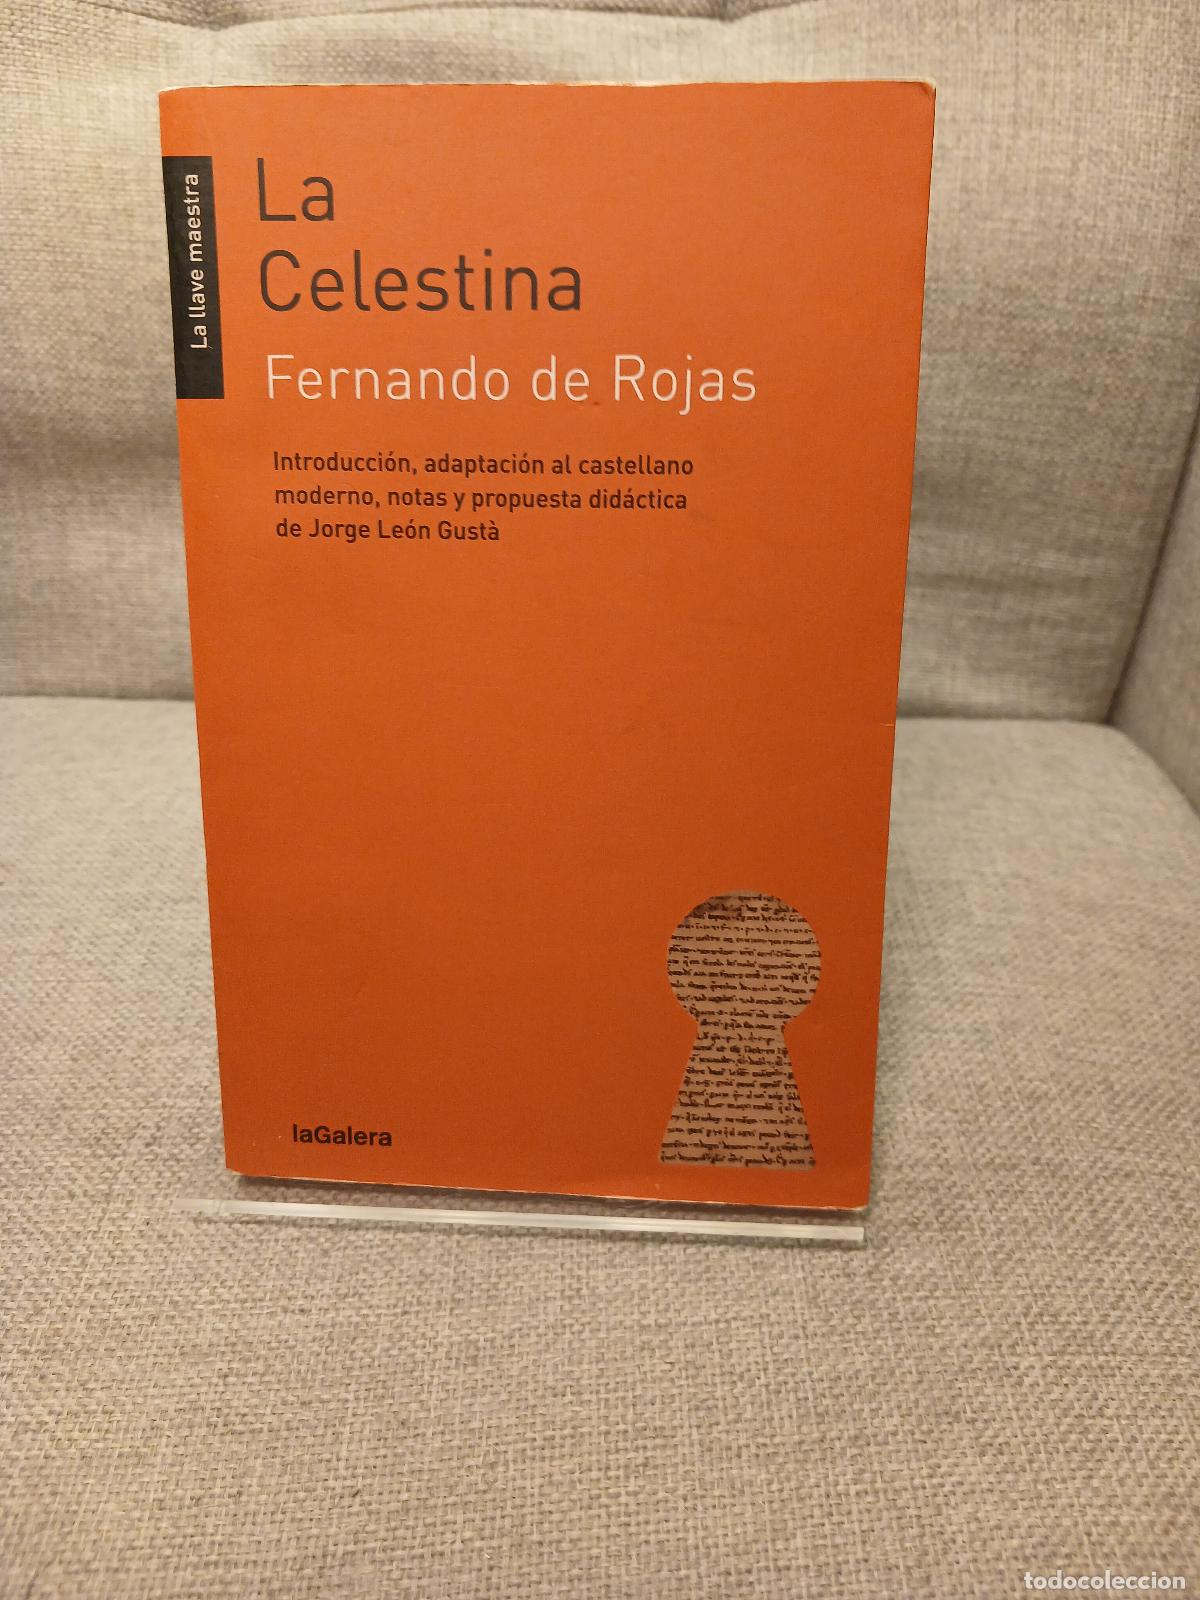 La llave maestra
La
Celestina
Fernando de Rojas
Introducción, adaptación al castellano
moderno, notas y propuesta didáctica
de Jorge León Gustà
laGalera
todocoleccion